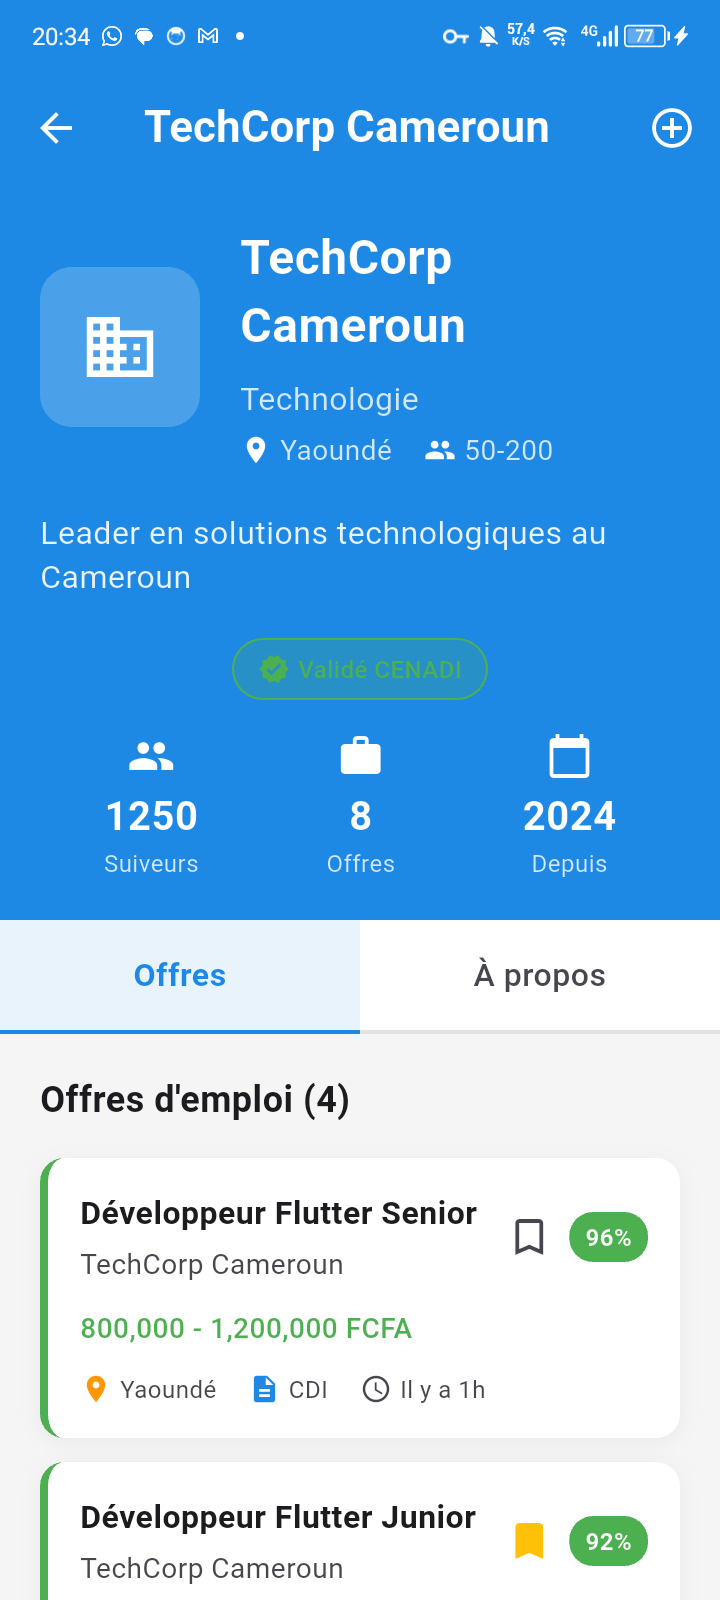 20:34
57,4
K/S
4G
77
TechCorp Cameroun
TechCorp
Cameroun
Technologie
Yaoundé 50-200
Leader en solutions technologiques au
Cameroun
Validé CENADI
1250 8 2024
Suiveurs Offres Depuis
Offres À propos
Offres d'emploi (4)
Développeur Flutter Senior
96%
TechCorp Cameroun
800,000 - 1,200,000 FCFA
Yaoundé CDI Il y a 1h
Développeur Flutter Junior
92%
TechCorp Cameroun